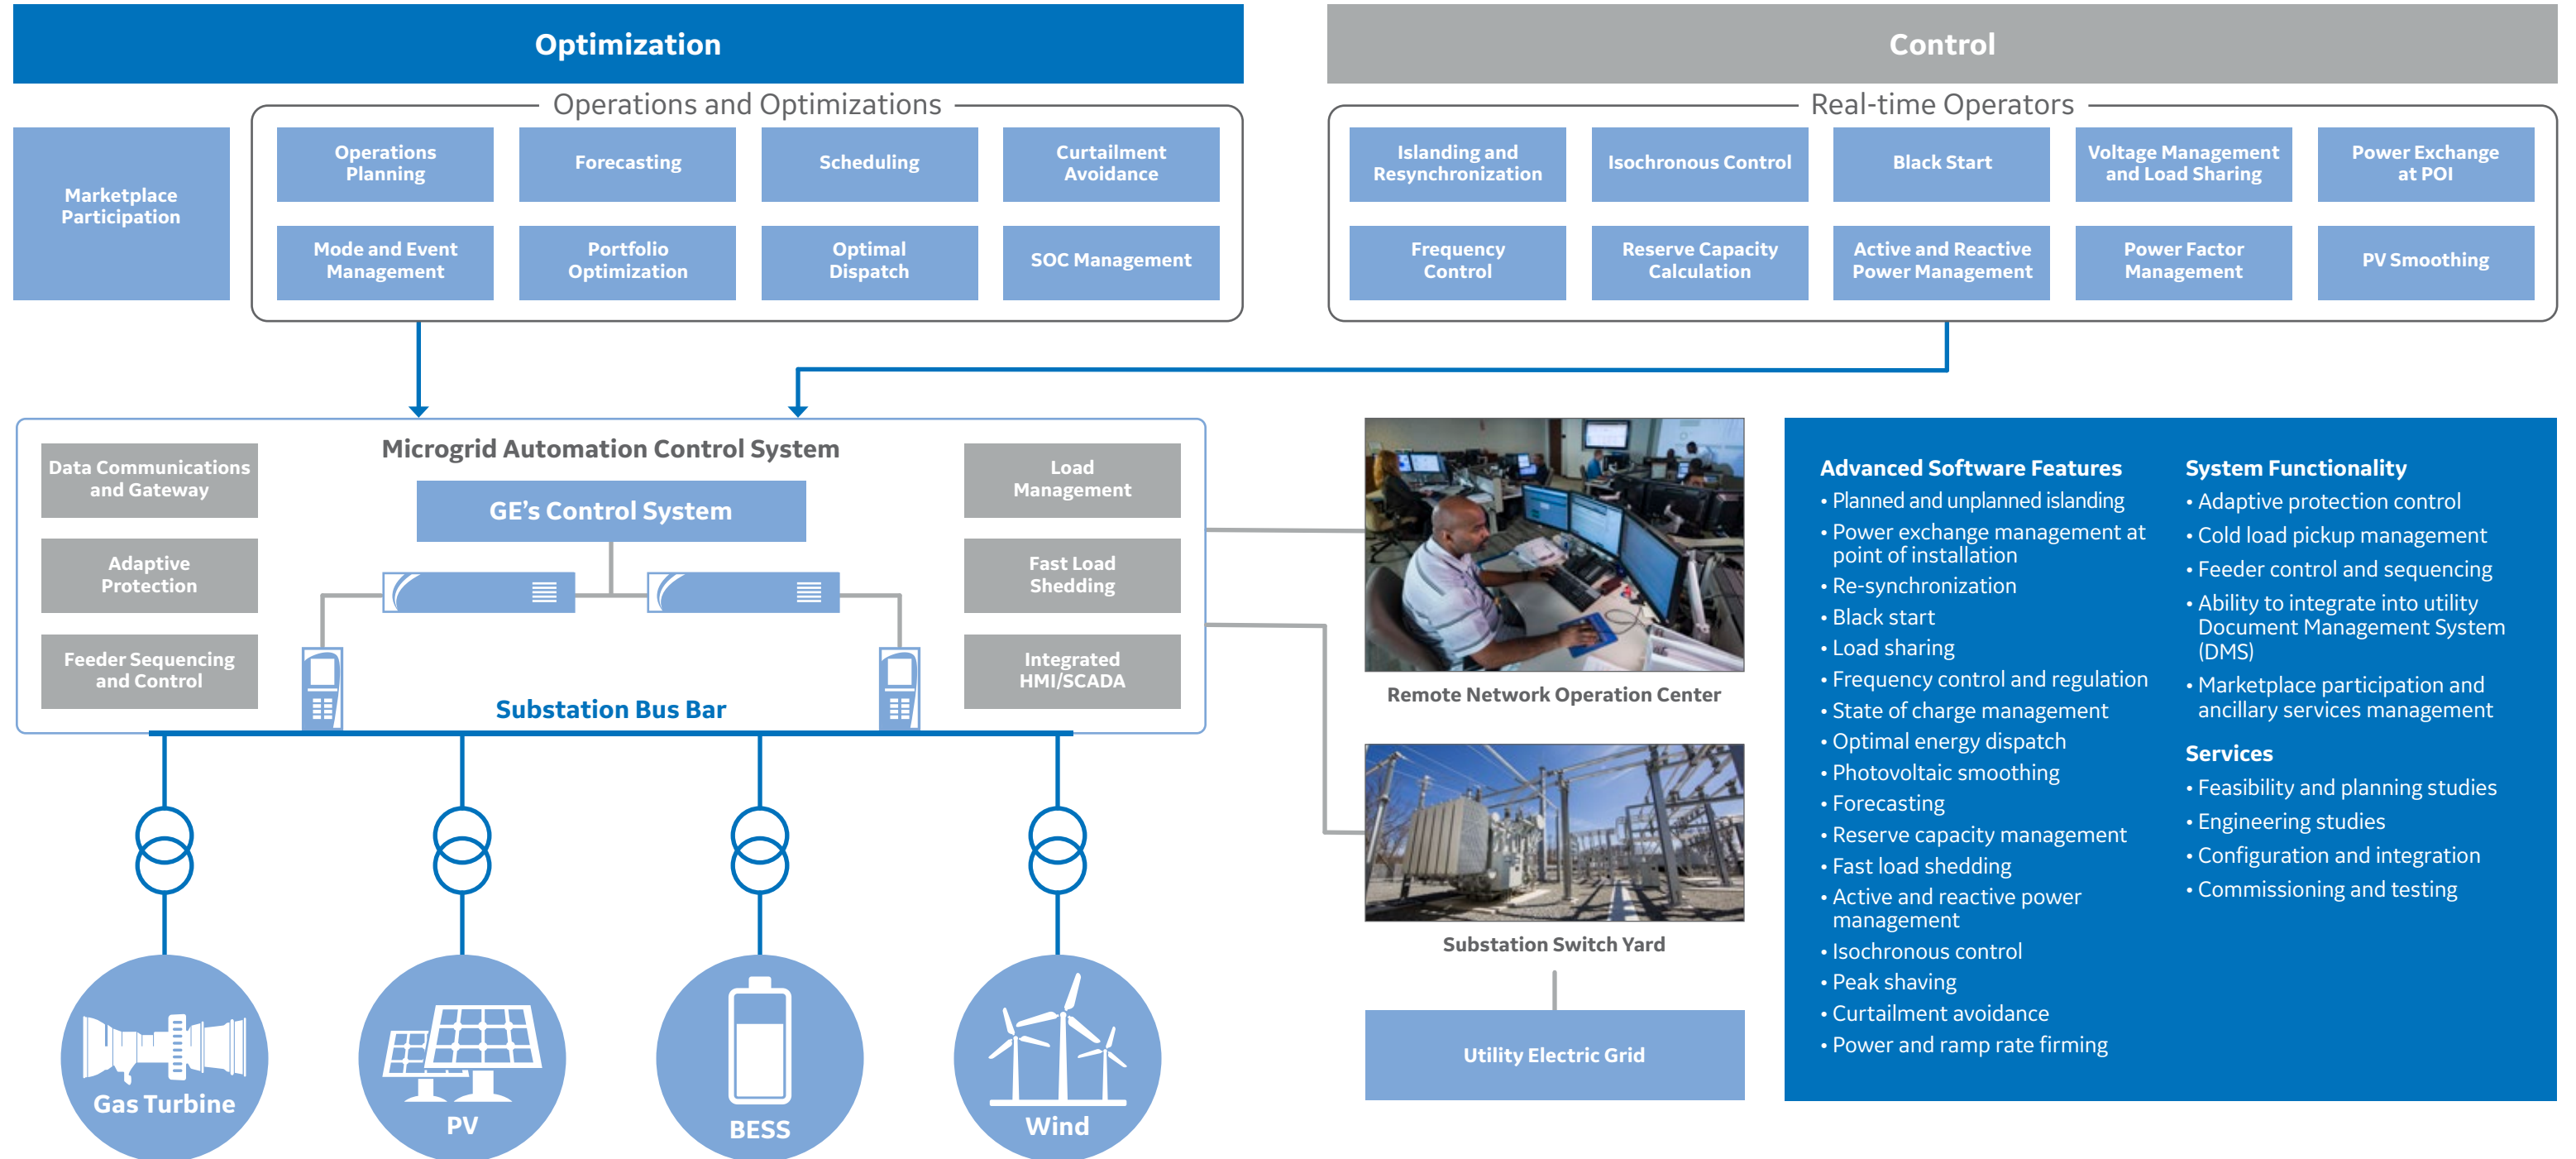 Optimization
Control
Operations and Optimizations
Real-time Operators
Marketplace
Participation
Operations
Planning
Forecasting
Scheduling
Curtailment
Avoidance
Mode and Event
Management
Portfolio
Optimization
Optimal
Dispatch
SOC Management
Islanding and
Resynchronization
Isochronous Control
Black Start
Voltage Management
and Load Sharing
Power Exchange
at POI
Frequency
Control
Reserve Capacity
Calculation
Active and Reactive
Power Management
Power Factor
Management
PV Smoothing
Microgrid Automation Control System
Data Communications
and Gateway
Adaptive
Protection
Feeder Sequencing
and Control
GE's Control System
Load
Management
Fast Load
Shedding
Integrated
HMI/SCADA
Substation Bus Bar
Gas Turbine
PV
BESS
Wind
Remote Network Operation Center
Substation Switch Yard
Utility Electric Grid
Advanced Software Features
• Planned and unplanned islanding
• Power exchange management at
point of installation
• Re-synchronization
• Black start
• Load sharing
• Frequency control and regulation
• State of charge management
• Optimal energy dispatch
• Photovoltaic smoothing
• Forecasting
• Reserve capacity management
• Fast load shedding
• Active and reactive power
management
• Isochronous control
• Peak shaving
• Curtailment avoidance
• Power and ramp rate firming
System Functionality
• Adaptive protection control
• Cold load pickup management
• Feeder control and sequencing
• Ability to integrate into utility
Document Management System
(DMS)
• Marketplace participation and
ancillary services management
Services
• Feasibility and planning studies
• Engineering studies
• Configuration and integration
• Commissioning and testing